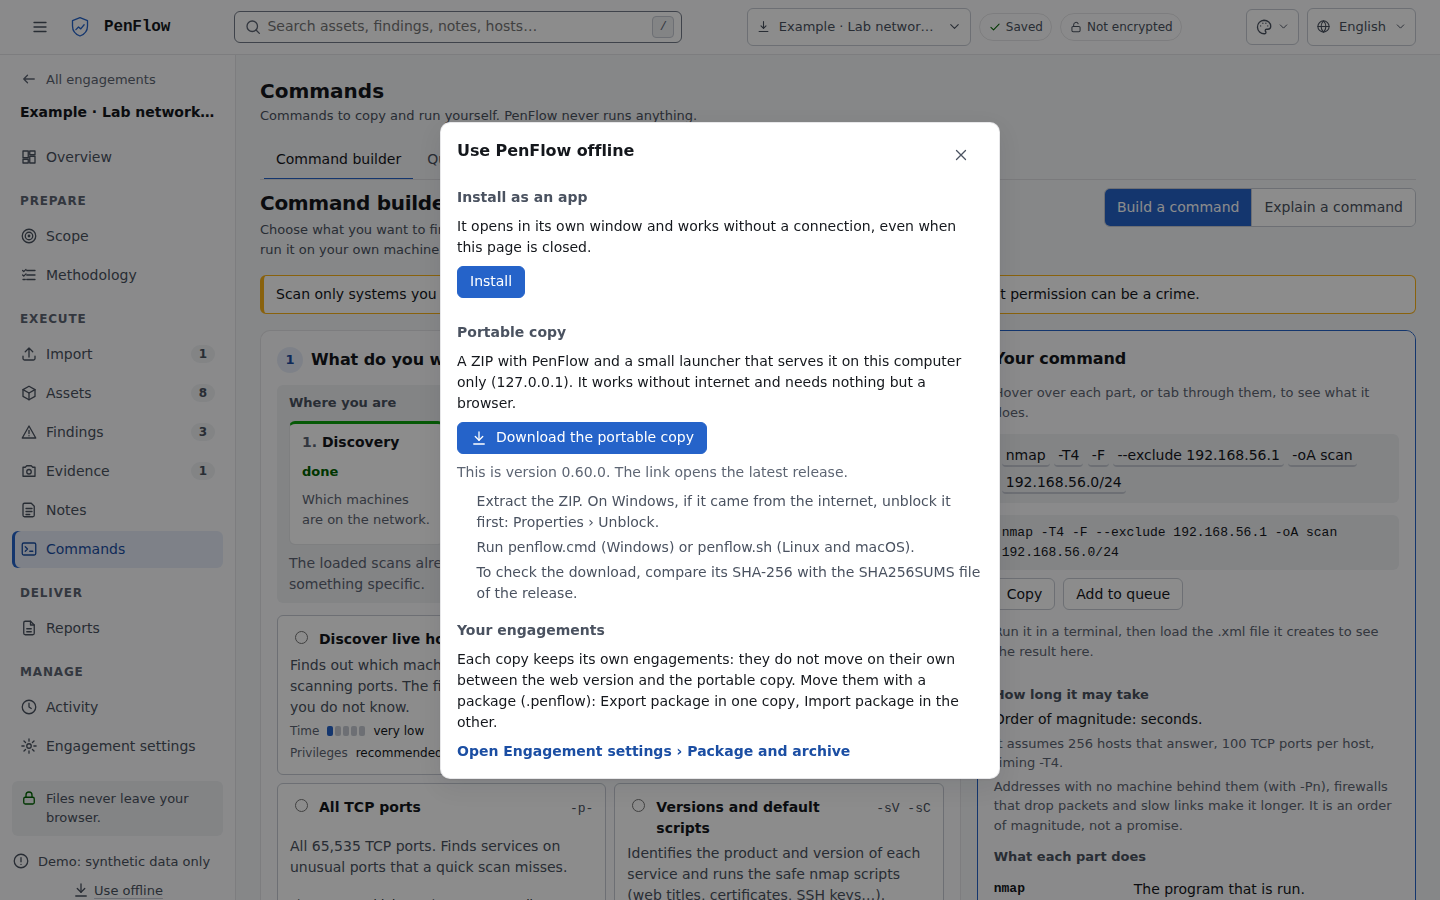 PenFlow
Search assets, findings, notes, hosts...
/
Example · Lab networ...
Saved
Not encrypted
English
All engagements
Example · Lab network...
Overview
PREPARE
Scope
Methodology
EXECUTE
Import 1
Assets 8
Findings 3
Evidence 1
Notes
Commands
DELIVER
Reports
MANAGE
Activity
Engagement settings
Files never leave your
browser.
Demo: synthetic data only
Use offline
Commands
Commands to copy and run yourself. PenFlow never runs anything.
Command builder
Command builde
Choose what you want to
run it on your own machine
Build a command
Explain a command
Scan only systems you
t permission can be a crime.
1 What do you w
Where you are
1. Discovery
done
Which machines
are on the network.
The loaded scans
something specific.
Discover live
Finds out which
scanning ports. The
you do not know.
Time very low
Privileges recommended
All TCP ports -p-
All 65,535 TCP ports. Finds services on
unusual ports that a quick scan misses.
Versions and default -sV -sC
scripts
Identifies the product and version of each
service and runs the safe nmap scripts
(web titles, certificates, SSH keys...).
Use PenFlow offline
Install as an app
It opens in its own window and works without a connection, even when
this page is closed.
Install
Portable copy
A ZIP with PenFlow and a small launcher that serves it on this computer
only (127.0.0.1). It works without internet and needs nothing but a
browser.
Download the portable copy
This is version 0.60.0. The link opens the latest release.
Extract the ZIP. On Windows, if it came from the internet, unblock it
first: Properties › Unblock.
Run penflow.cmd (Windows) or penflow.sh (Linux and macOS).
To check the download, compare its SHA-256 with the SHA256SUMS file
of the release.
Your engagements
Each copy keeps its own engagements: they do not move on their own
between the web version and the portable copy. Move them with a
package (.penflow): Export package in one copy, Import package in the
other.
Open Engagement settings › Package and archive
Your command
Hover over each part, or tab through them, to see what it
does.
nmap -T4 -F --exclude 192.168.56.1 -oA scan
192.168.56.0/24
nmap -T4 -F --exclude 192.168.56.1 -oA scan
192.168.56.0/24
Copy
Add to queue
Run it in a terminal, then load the .xml file it creates to see
the result here.
How long it may take
Order of magnitude: seconds.
It assumes 256 hosts that answer, 100 TCP ports per host,
timing -T4.
Addresses with no machine behind them (with -Pn), firewalls
that drop packets and slow links make it longer. It is an order
of magnitude, not a promise.
What each part does
nmap The program that is run.